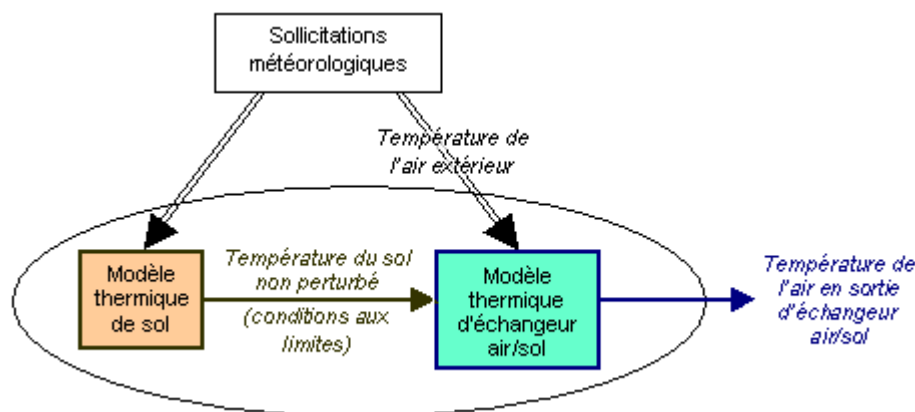 Sollicitations
météorologiques
Température de
l'air extérieur
Modèle
thermique
de sol
Température du sol
non perturbé
(conditions aux
limites)
Modèle
thermique
d'échangeur
air/sol
Température de
l'air en sortie
d'échangeur
air/sol